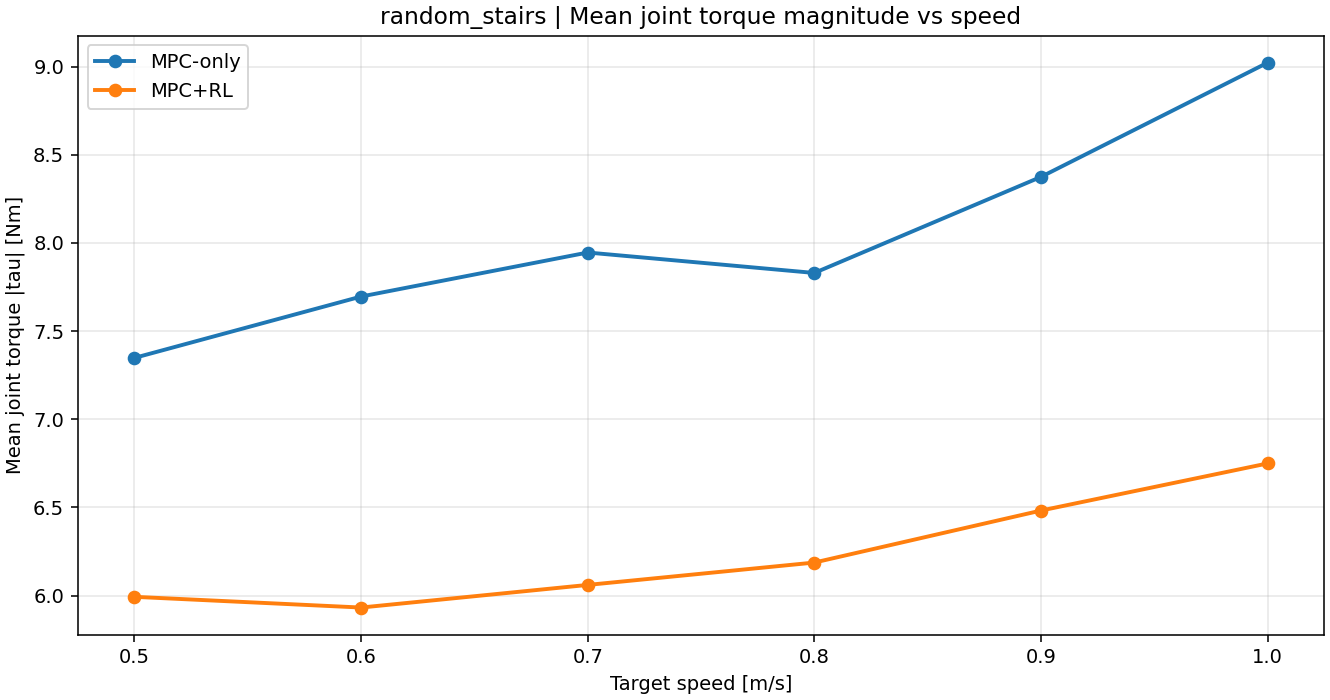 random_stairs | Mean joint torque magnitude vs speed
MPC-only
MPC+RL
Mean joint torque |tau| [Nm]
9.0
8.5
8.0
7.5
7.0
6.5
6.0
0.5 0.6 0.7 0.8 0.9 1.0
Target speed [m/s]